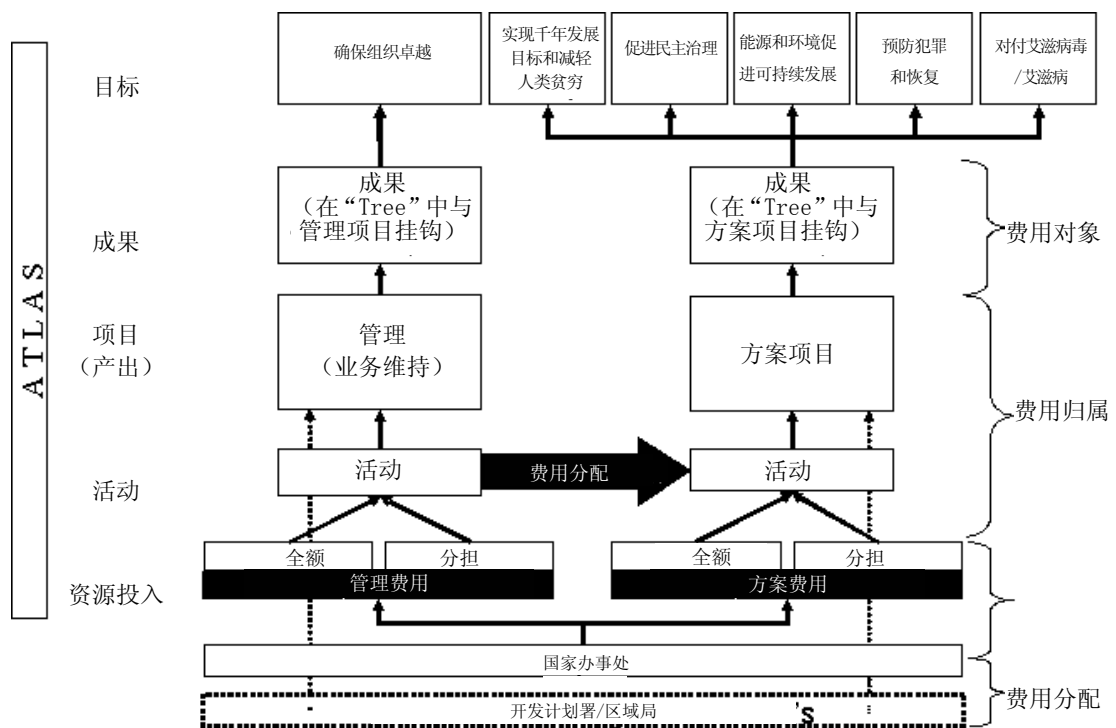 ATLAS
目标
确保组织卓越
实现千年发展
目标和减轻
人类贫穷
促进民主治理
能源和环境促
进可持续发展
预防犯罪
和恢复
对付艾滋病毒
/艾滋病
成果
成果
（在“Tree”中与
管理项目挂钩）
成果
（在“Tree”中与
方案项目挂钩）
费用对象
项目
（产出）
管理
（业务维持）
方案项目
费用归属
活动
活动
费用分配
活动
资源投入
全额
分担
管理费用
全额
分担
方案费用
国家办事处
开发计划署/区域局
's
费用分配